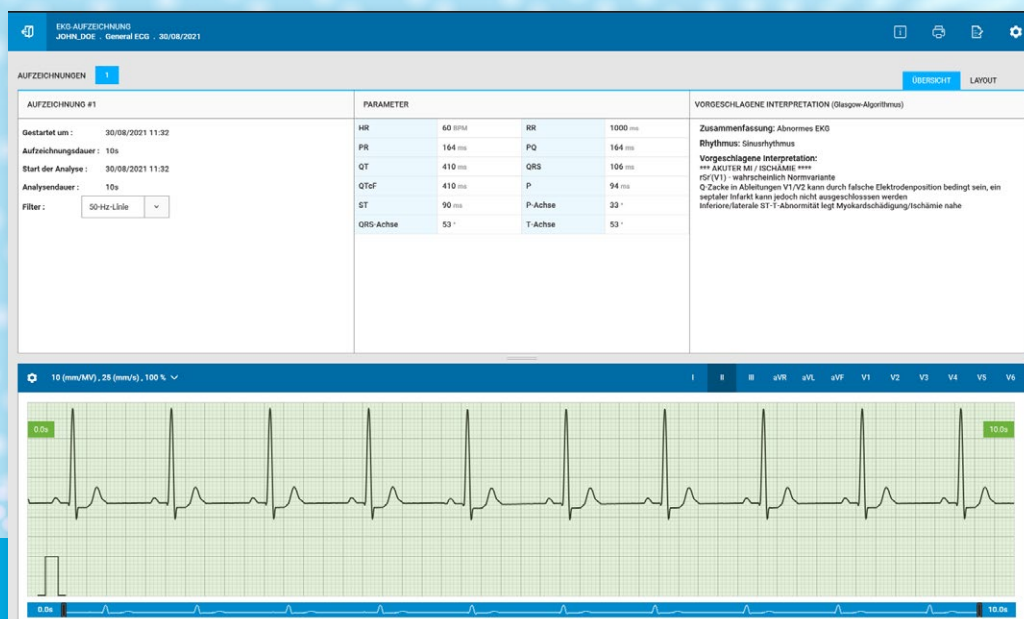 EKG-AUFZEICHNUNG
JOHN_DOE . General ECG . 30/08/2021
AUFZEICHNUNGEN 1
ÜBERSICHT LAYOUT
AUFZEICHNUNG #1
Gestartet um : 30/08/2021 11:32
Aufzeichnungsdauer : 10s
Start der Analyse : 30/08/2021 11:32
Analysendauer : 10s
Filter : 50-Hz-Linie
PARAMETER
HR 60 BPM RR 1000 ms
PR 164 ms PQ 164 ms
QT 410 ms QRS 106 ms
QTcF 410 ms P 94 ms
ST 90 ms P-Achse 33 °
QRS-Achse 53 ° T-Achse 53 °
VORGESCHLAGENE INTERPRETATION (Glasgow-Algorithmus)
Zusammenfassung: Abnormes EKG
Rhythmus: Sinusrhythmus
Vorgeschlagene Interpretation:
*** AKUTER MI / ISCHÄMIE ****
rSr'(V1) - wahrscheinlich Normvariante
Q-Zacke in Ableitungen V1/V2 kann durch falsche Elektrodenposition bedingt sein, ein
septaler Infarkt kann jedoch nicht ausgeschlosssen werden
Inferiore/laterale ST-T-Abnormität legt Myokardschädigung/Ischämie nahe
10 (mm/MV) , 25 (mm/s) , 100 %
I II III aVR aVL aVF V1 V2 V3 V4 V5 V6
0.0s 10.0s
0.0s 10.0s